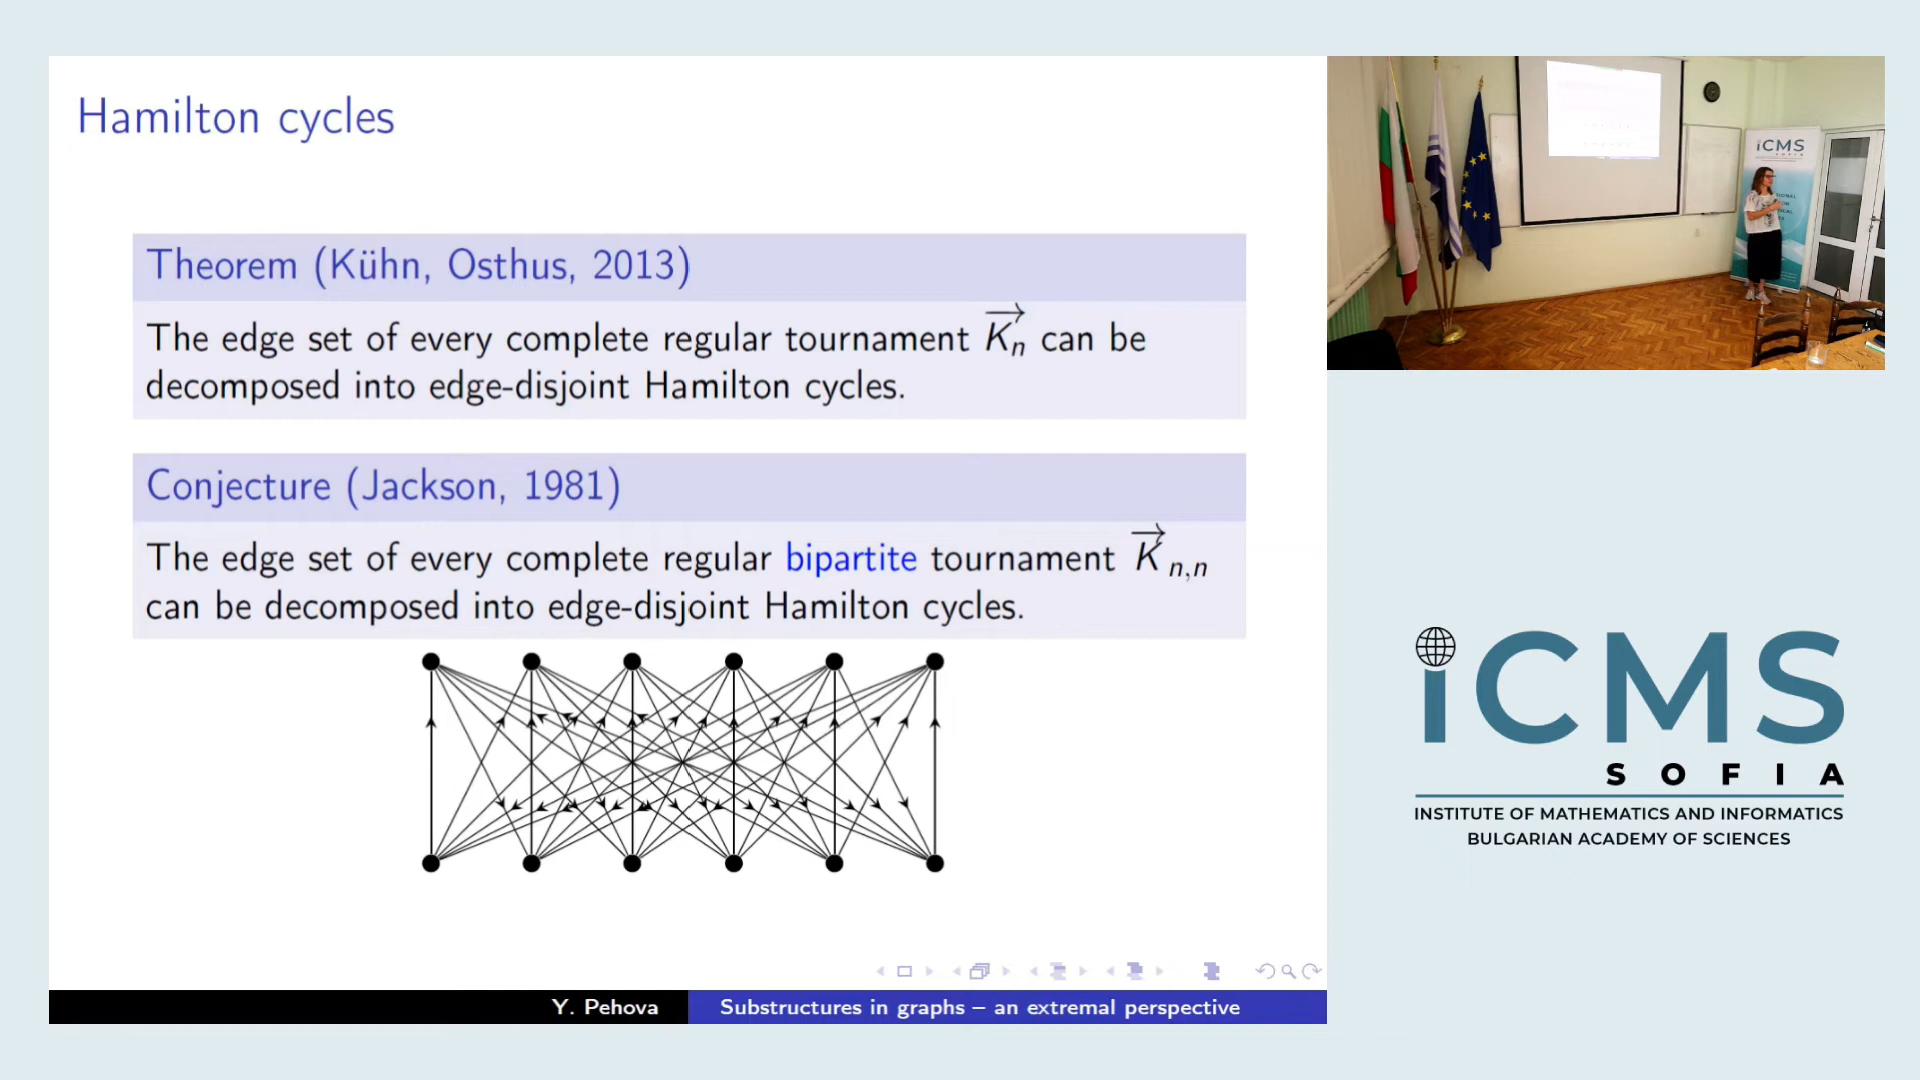 Hamilton cycles
Theorem (Kühn, Osthus, 2013)
The edge set of every complete regular tournament K⃗n can be
decomposed into edge-disjoint Hamilton cycles.
Conjecture (Jackson, 1981)
The edge set of every complete regular bipartite tournament K⃗n,n
can be decomposed into edge-disjoint Hamilton cycles.
Y. Pehova
Substructures in graphs – an extremal perspective
iCMS
SOFIA
iCMS
SOFIA
INSTITUTE OF MATHEMATICS AND INFORMATICS
BULGARIAN ACADEMY OF SCIENCES